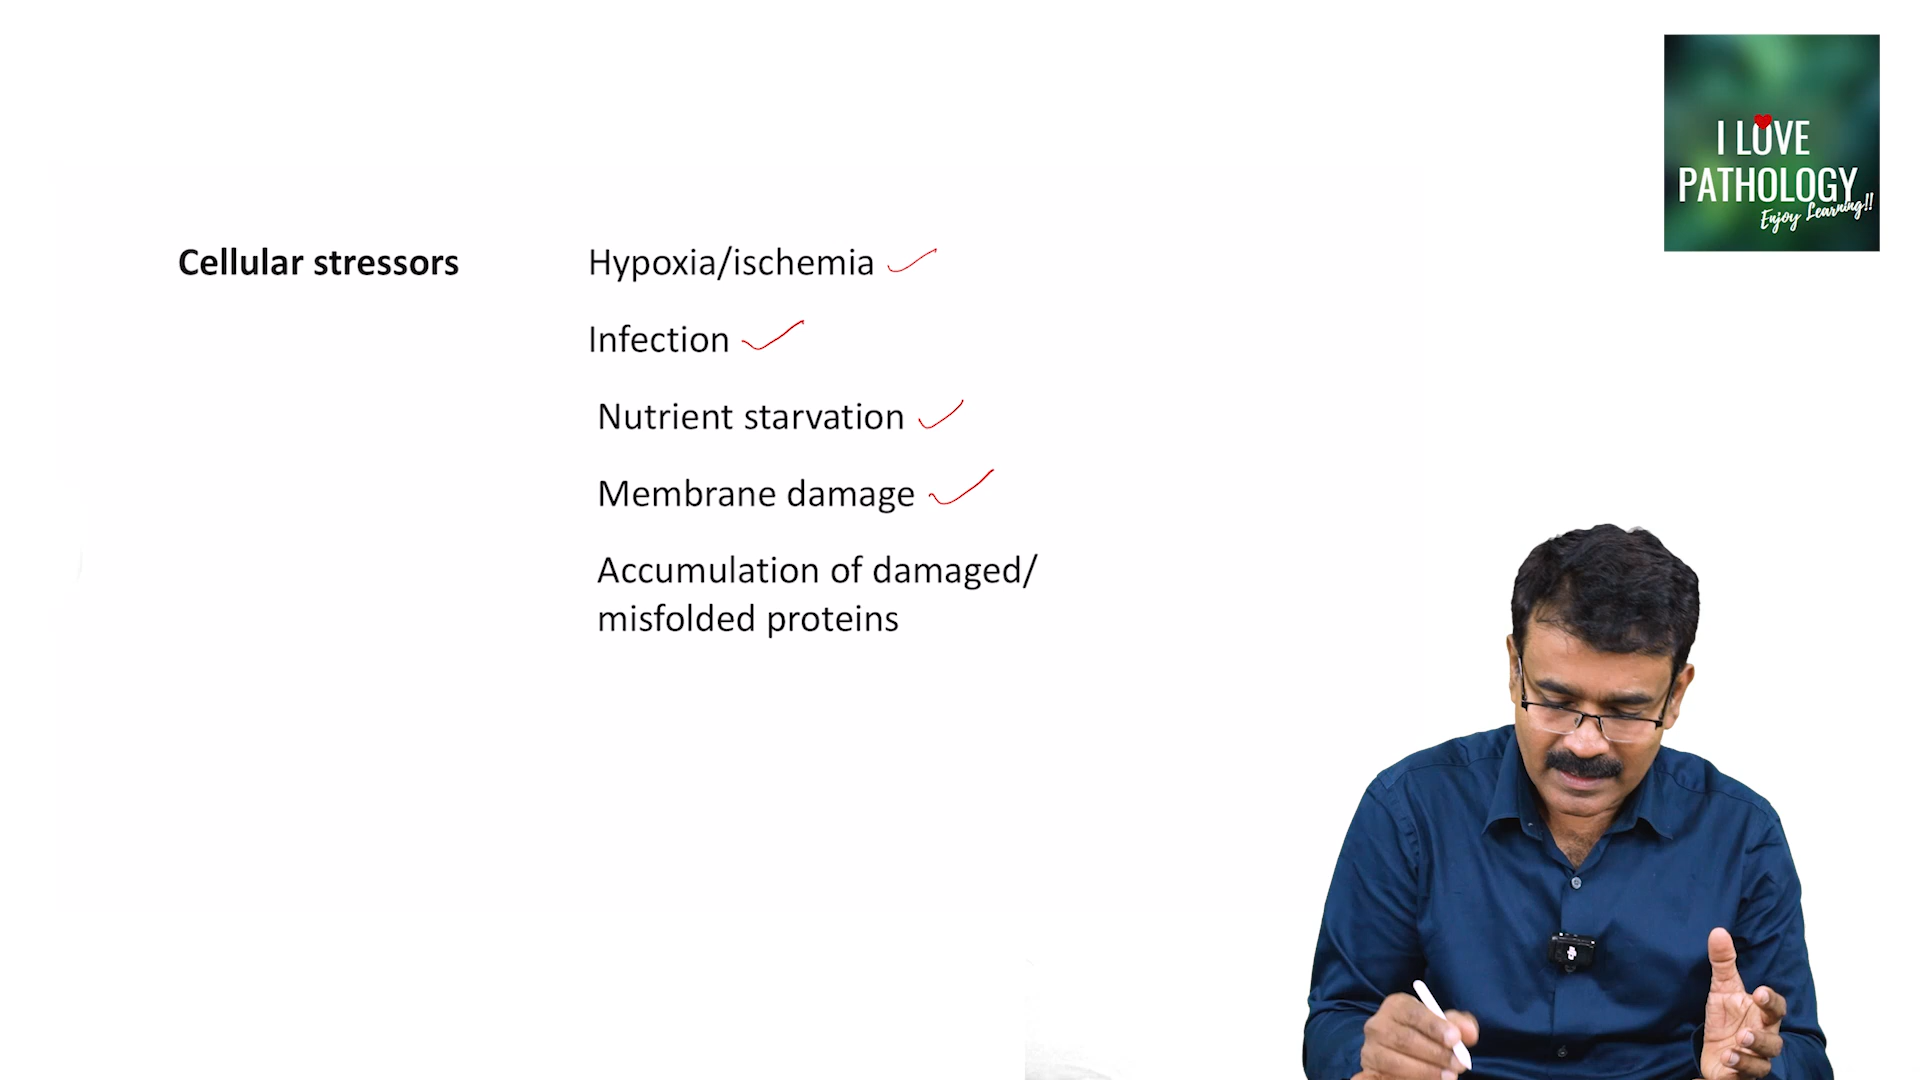 I LOVE
PATHOLOGY
Enjoy Learning!!
Cellular stressors
Hypoxia/ischemia
Infection
Nutrient starvation
Membrane damage
Accumulation of damaged/
misfolded proteins